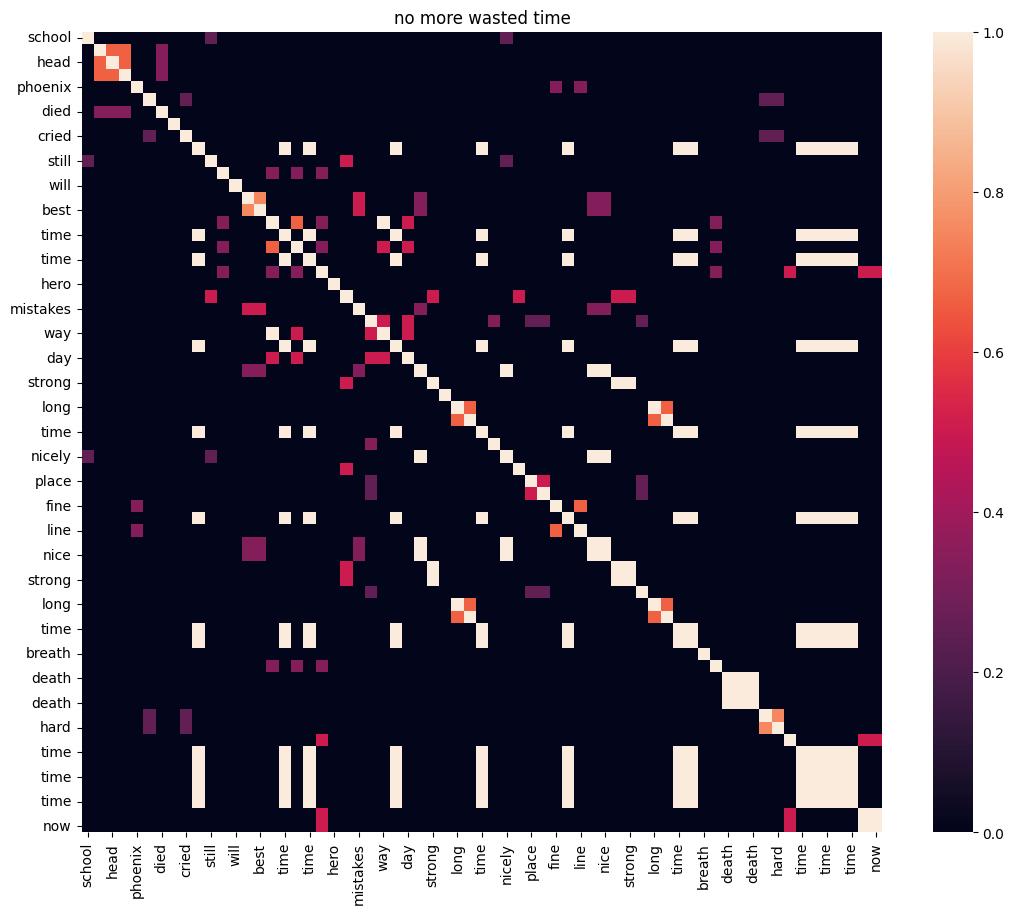 no more wasted time
school
head
phoenix
died
cried
still
will
best
time
time
hero
mistakes
way
day
strong
long
time
nicely
place
fine
line
nice
strong
long
time
breath
death
death
hard
time
time
time
now
1.0
0.8
0.6
0.4
0.2
0.0
school
head
phoenix
died
cried
still
will
best
time
time
hero
mistakes
way
day
strong
long
time
nicely
place
fine
line
nice
strong
long
time
breath
death
death
hard
time
time
time
now